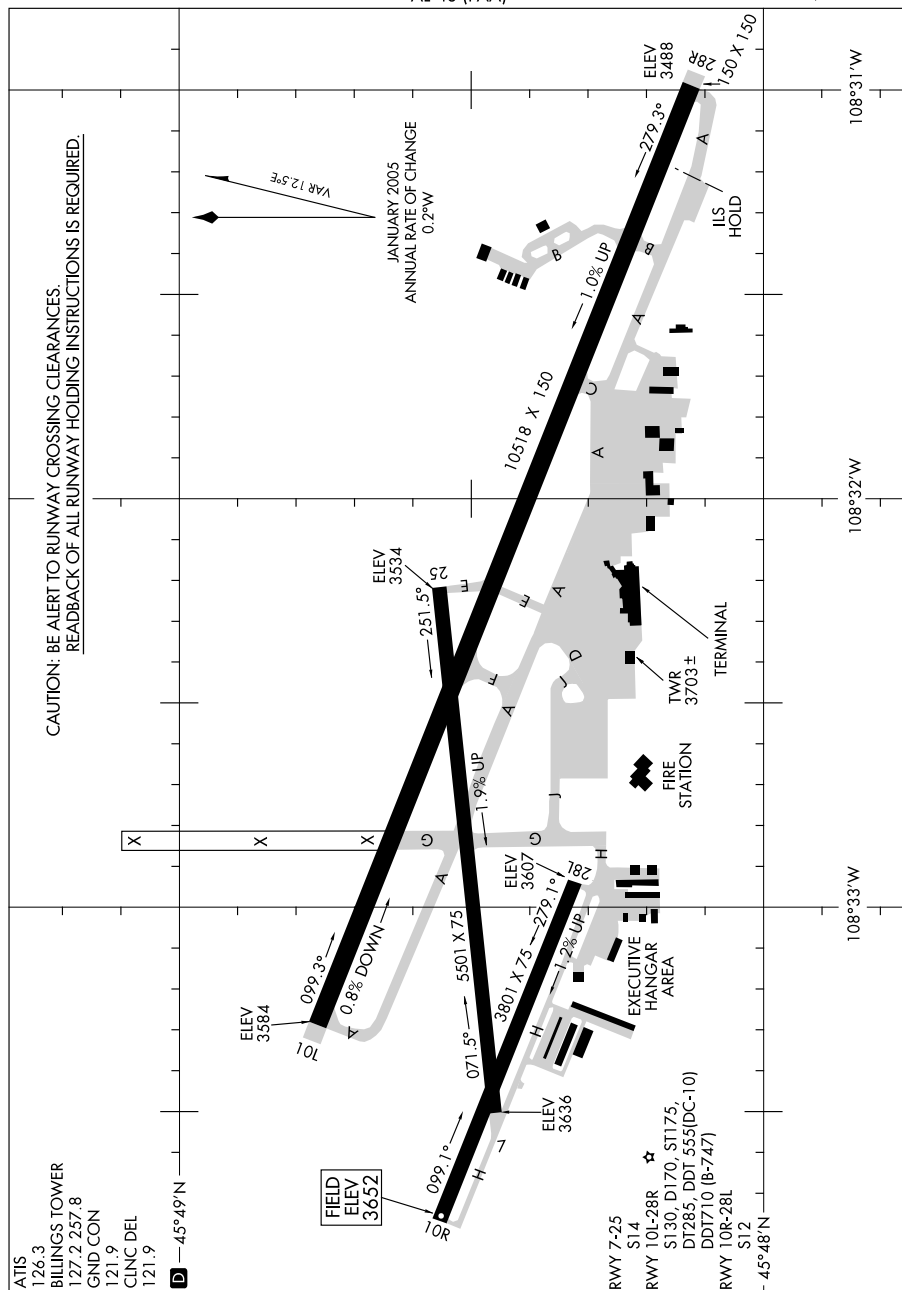 AL-45 (FAA)
CAUTION: BE ALERT TO RUNWAY CROSSING CLEARANCES.
READBACK OF ALL RUNWAY HOLDING INSTRUCTIONS IS REQUIRED.
ATIS
126.3
BILLINGS TOWER
127.2 257.8
GND CON
121.9
CLNC DEL
121.9
D
45°49'N
VAR 12.5°E
JANUARY 2005
ANNUAL RATE OF CHANGE
0.2°W
X
X
X
ELEV
3584
10L
099.3°
0.8% DOWN
A
A
G
A
F
ELEV
3534
25
251.5°
E
E
A
10518 X 150
1.0% UP
279.3°
ELEV
3488
28R
150 X 150
B
B
A
A
C
A
ILS
HOLD
FIELD
ELEV
3652
10R
099.1°
H
L
ELEV
3636
071.5°
5501 X 75
1.9% UP
3801 X 75
279.1°
1.2% UP
H
ELEV
3607
28L
H
G
J
J
D
EXECUTIVE
HANGAR
AREA
FIRE
STATION
TWR
3703±
TERMINAL
RWY 7-25
S14
RWY 10L-28R
S130, D170, ST175,
DT285, DDT 555(DC-10)
DDT710 (B-747)
RWY 10R-28L
S12
45°48'N
108°33'W
108°32'W
108°31'W